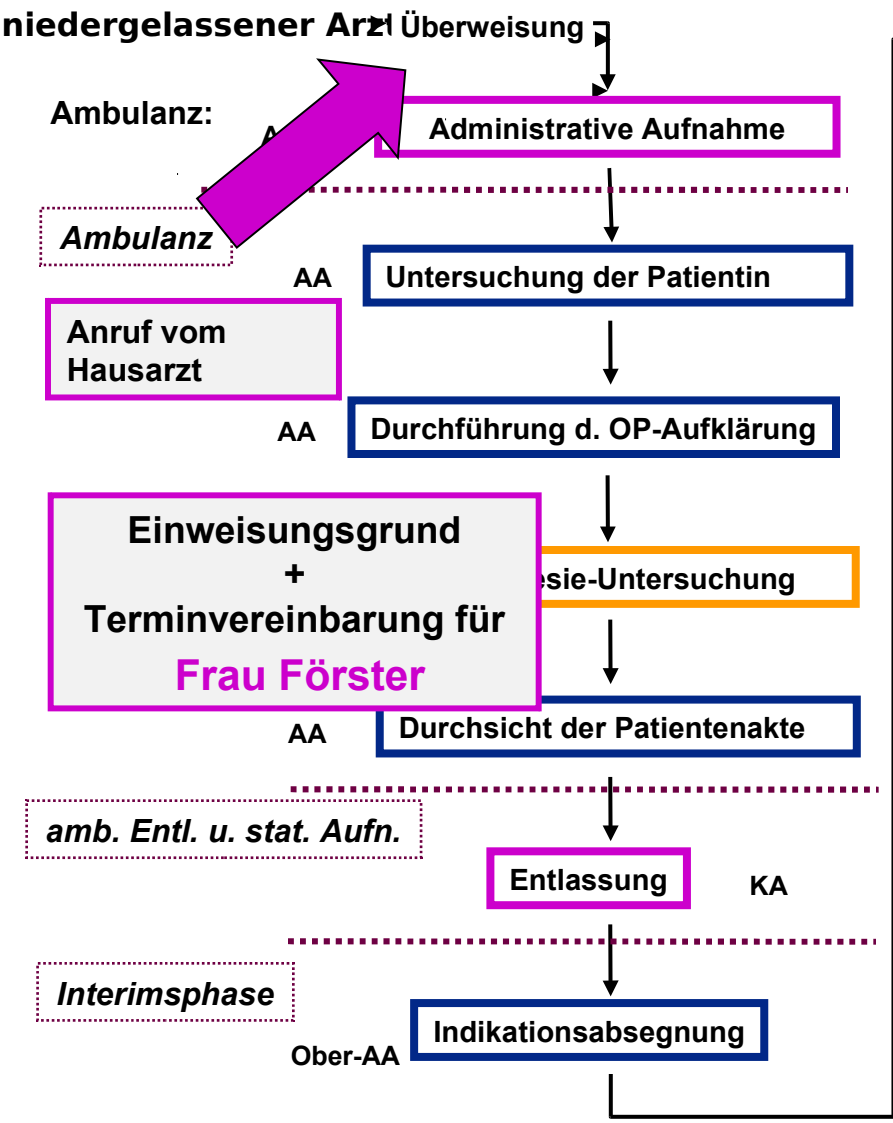 niedergelassener Arzt Überweisung
Ambulanz:
Administrative Aufnahme
Ambulanz
AA Untersuchung der Patientin
Anruf vom
Hausarzt
AA Durchführung d. OP-Aufklärung
Einweisungsgrund
+
esie-Untersuchung
Terminvereinbarung für
Frau Förster
AA Durchsicht der Patientenakte
amb. Entl. u. stat. Aufn.
Entlassung KA
Interimsphase
Indikationsabsegnung
Ober-AA